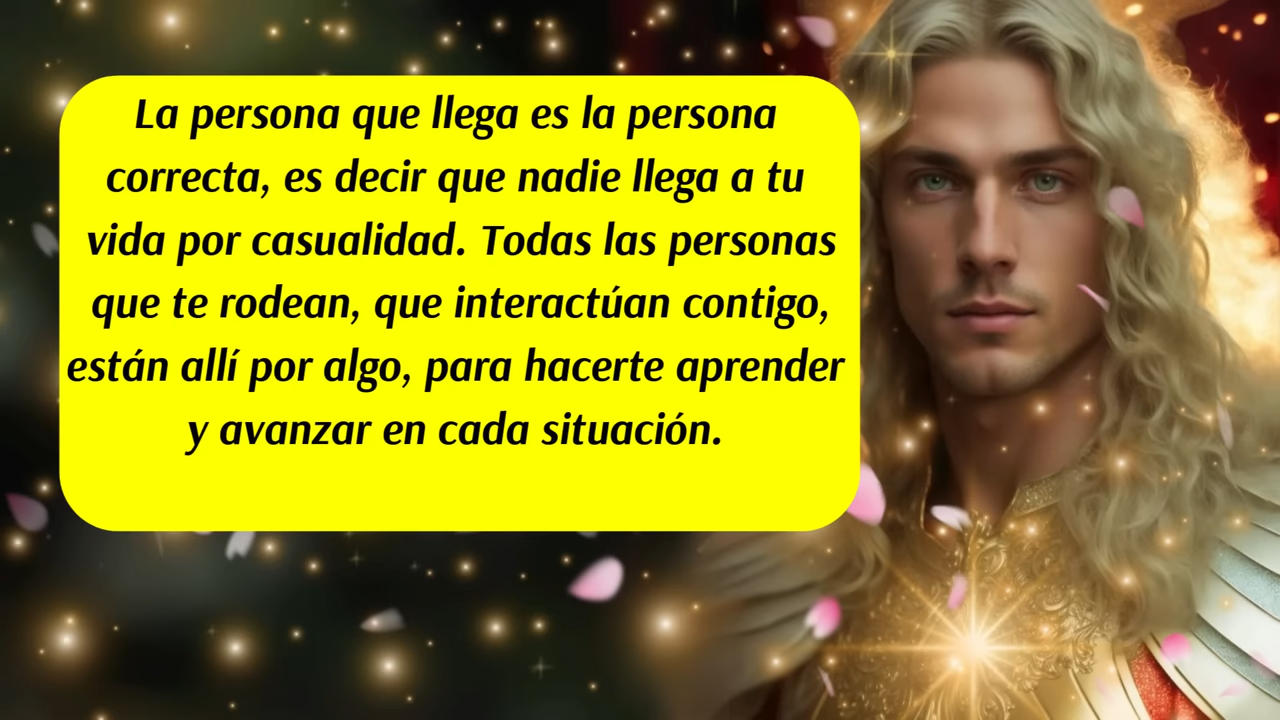 La persona que llega es la persona
correcta, es decir que nadie llega a tu
vida por casualidad. Todas las personas
que te rodean, que interactúan contigo,
están allí por algo, para hacerte aprender
y avanzar en cada situación.